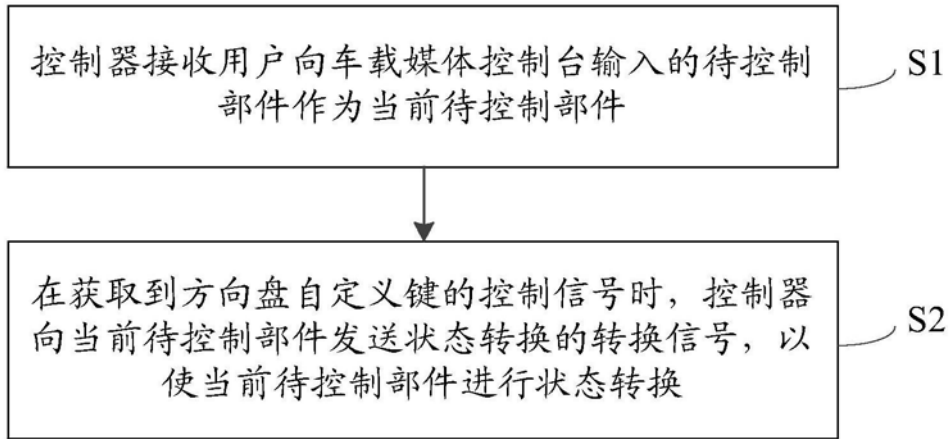 控制器接收用户向车载媒体控制台输入的待控制
部件作为当前待控制部件
S1
在获取到方向盘自定义键的控制信号时，控制器
向当前待控制部件发送状态转换的转换信号，以
使当前待控制部件进行状态转换
S2